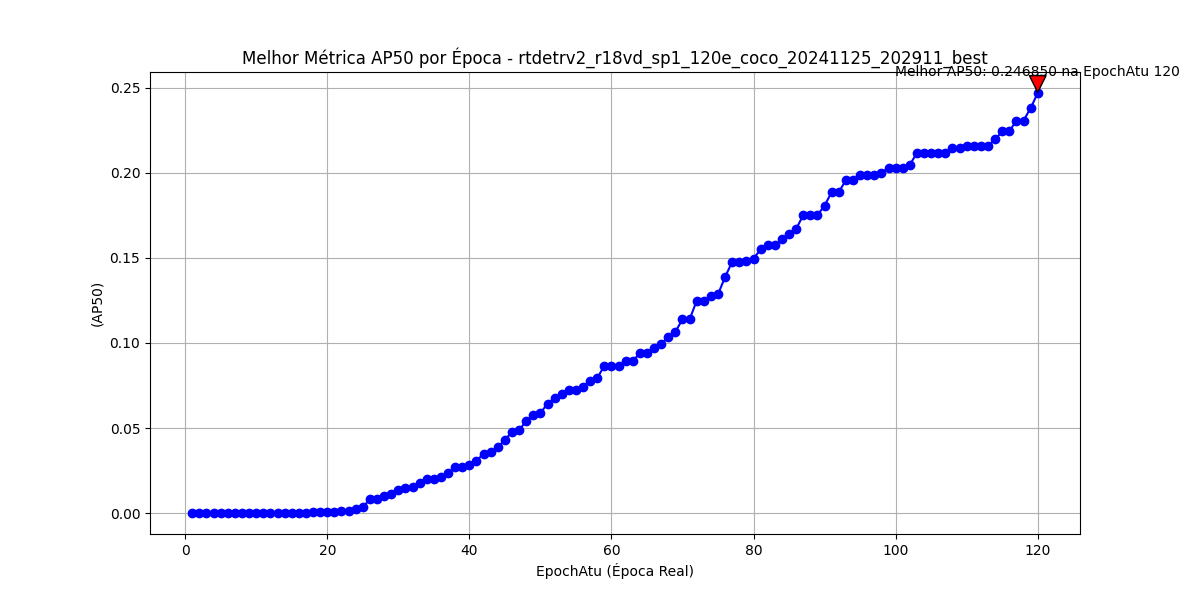 Melhor Métrica AP50 por Época - rtdetrv2_r18vd_sp1_120e_coco_20241125_202911_best
Melhor AP50: 0.246850 na EpochAtu 120
0.25
0.20
0.15
0.10
0.05
0.00
(AP50)
0 20 40 60 80 100 120
EpochAtu (Época Real)